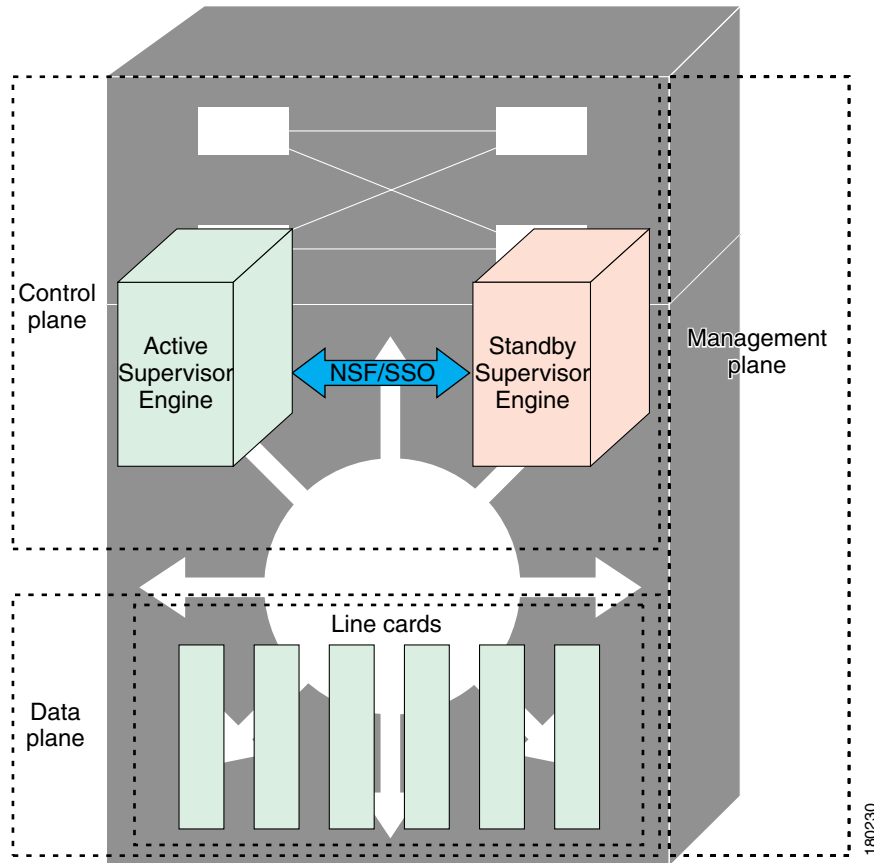 Control
plane
Active
Supervisor
Engine
NSF/SSO
Standby
Supervisor
Engine
Management
plane
Line cards
Data
plane
180230